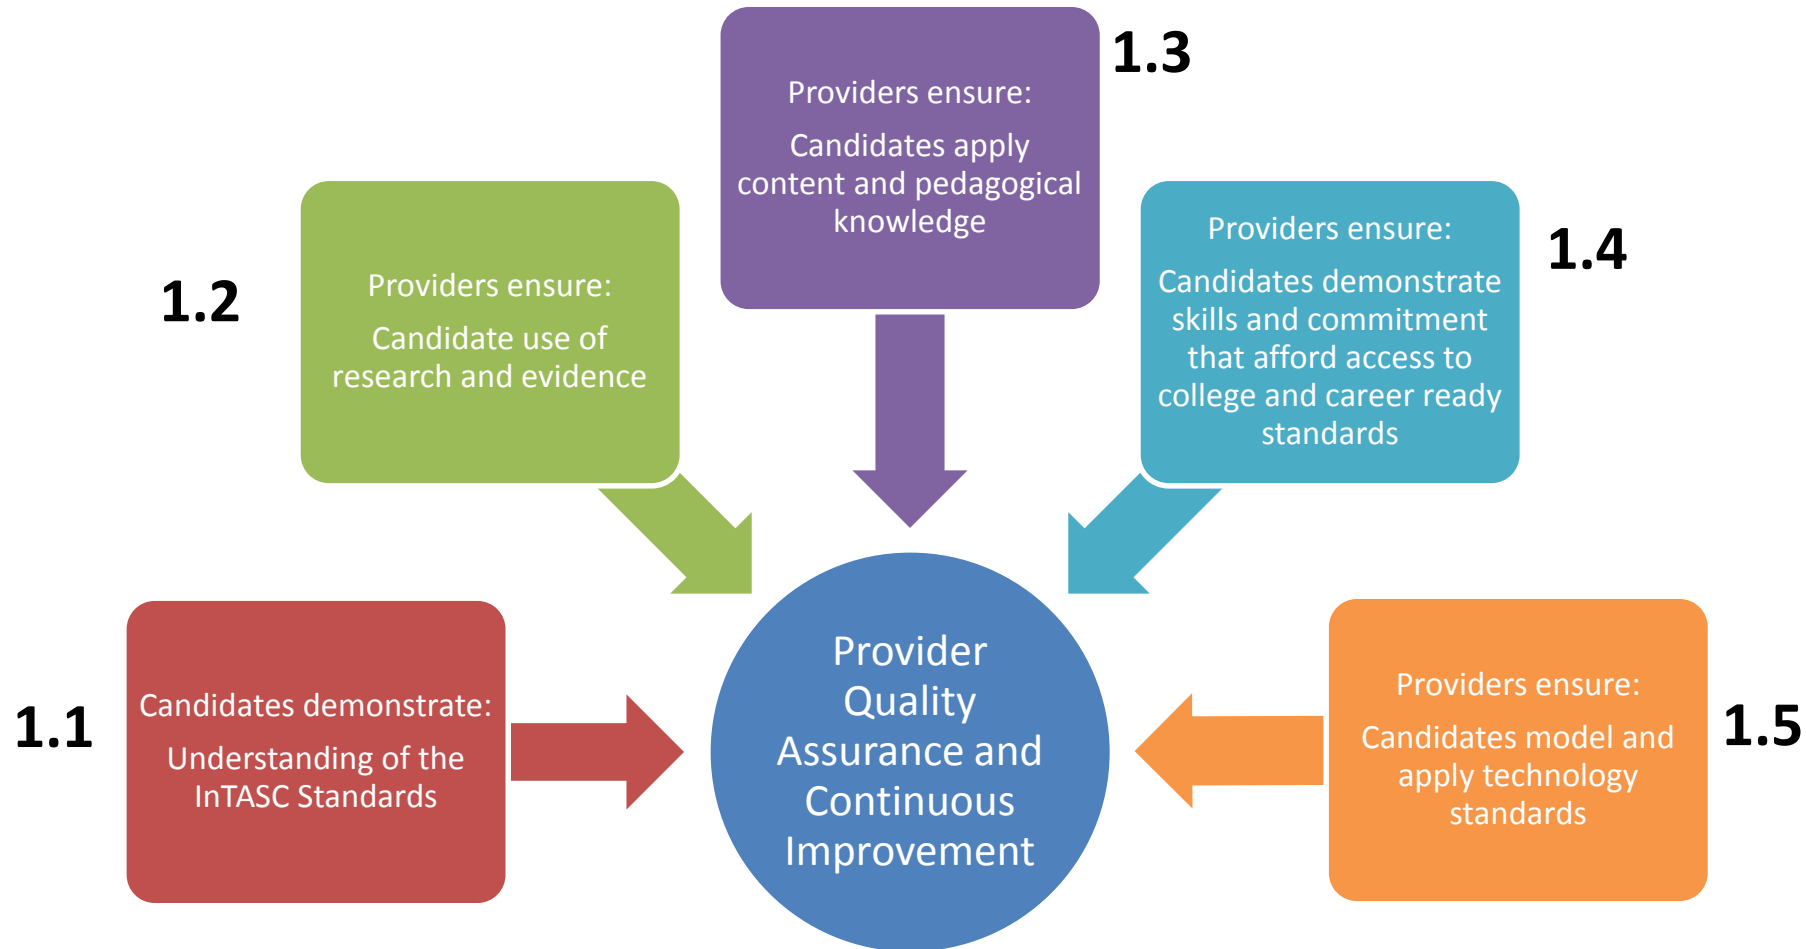 1.1
Candidates demonstrate:
Understanding of the
InTASC Standards
1.2
Providers ensure:
Candidate use of
research and evidence
1.3
Providers ensure:
Candidates apply
content and pedagogical
knowledge
1.4
Providers ensure:
Candidates demonstrate
skills and commitment
that afford access to
college and career ready
standards
1.5
Providers ensure:
Candidates model and
apply technology
standards
Provider
Quality
Assurance and
Continuous
Improvement